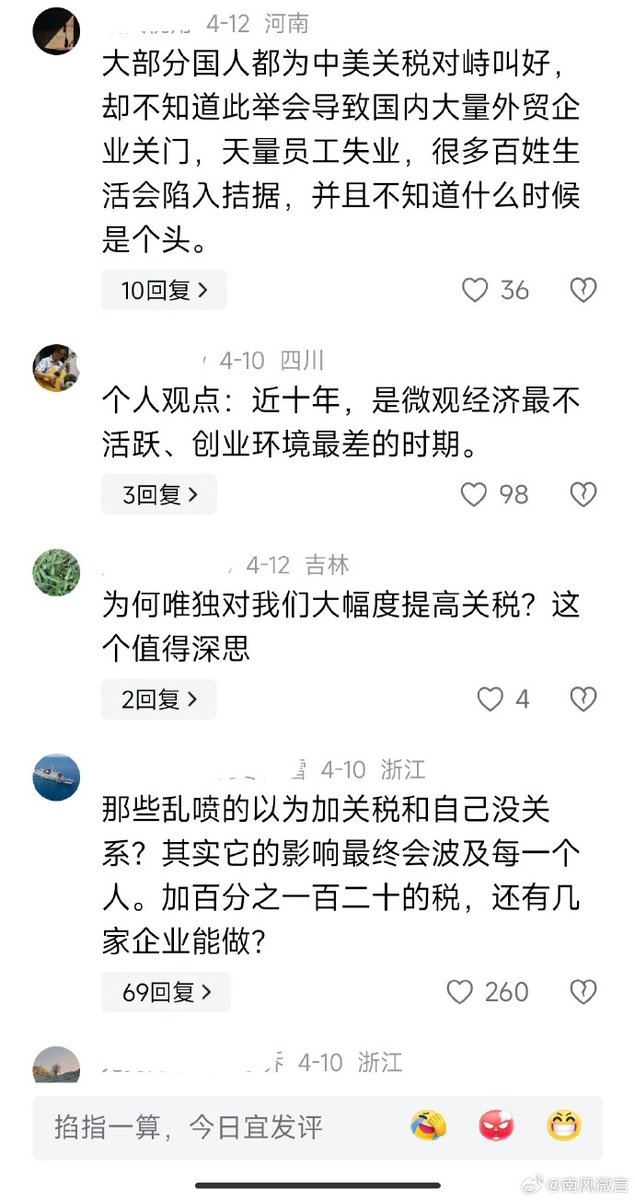 4-12 河南
大部分国人都为中美关税对峙叫好，
却不知道此举会导致国内大量外贸企
业关门，天量员工失业，很多百姓生
活会陷入拮据，并且不知道什么时候
是个头。
10回复 >
36
4-10 四川
个人观点：近十年，是微观经济最不
活跃、创业环境最差的时期。
3回复 >
98
4-12 吉林
为何唯独对我们大幅度提高关税？这
个值得深思
2回复 >
4
4-10 浙江
那些乱喷的以为加关税和自己没关
系？其实它的影响最终会波及每一个
人。加百分之一百二十的税，还有几
家企业能做？
69回复 >
260
4-10 浙江
掐指一算，今日宜发评
@南风微言